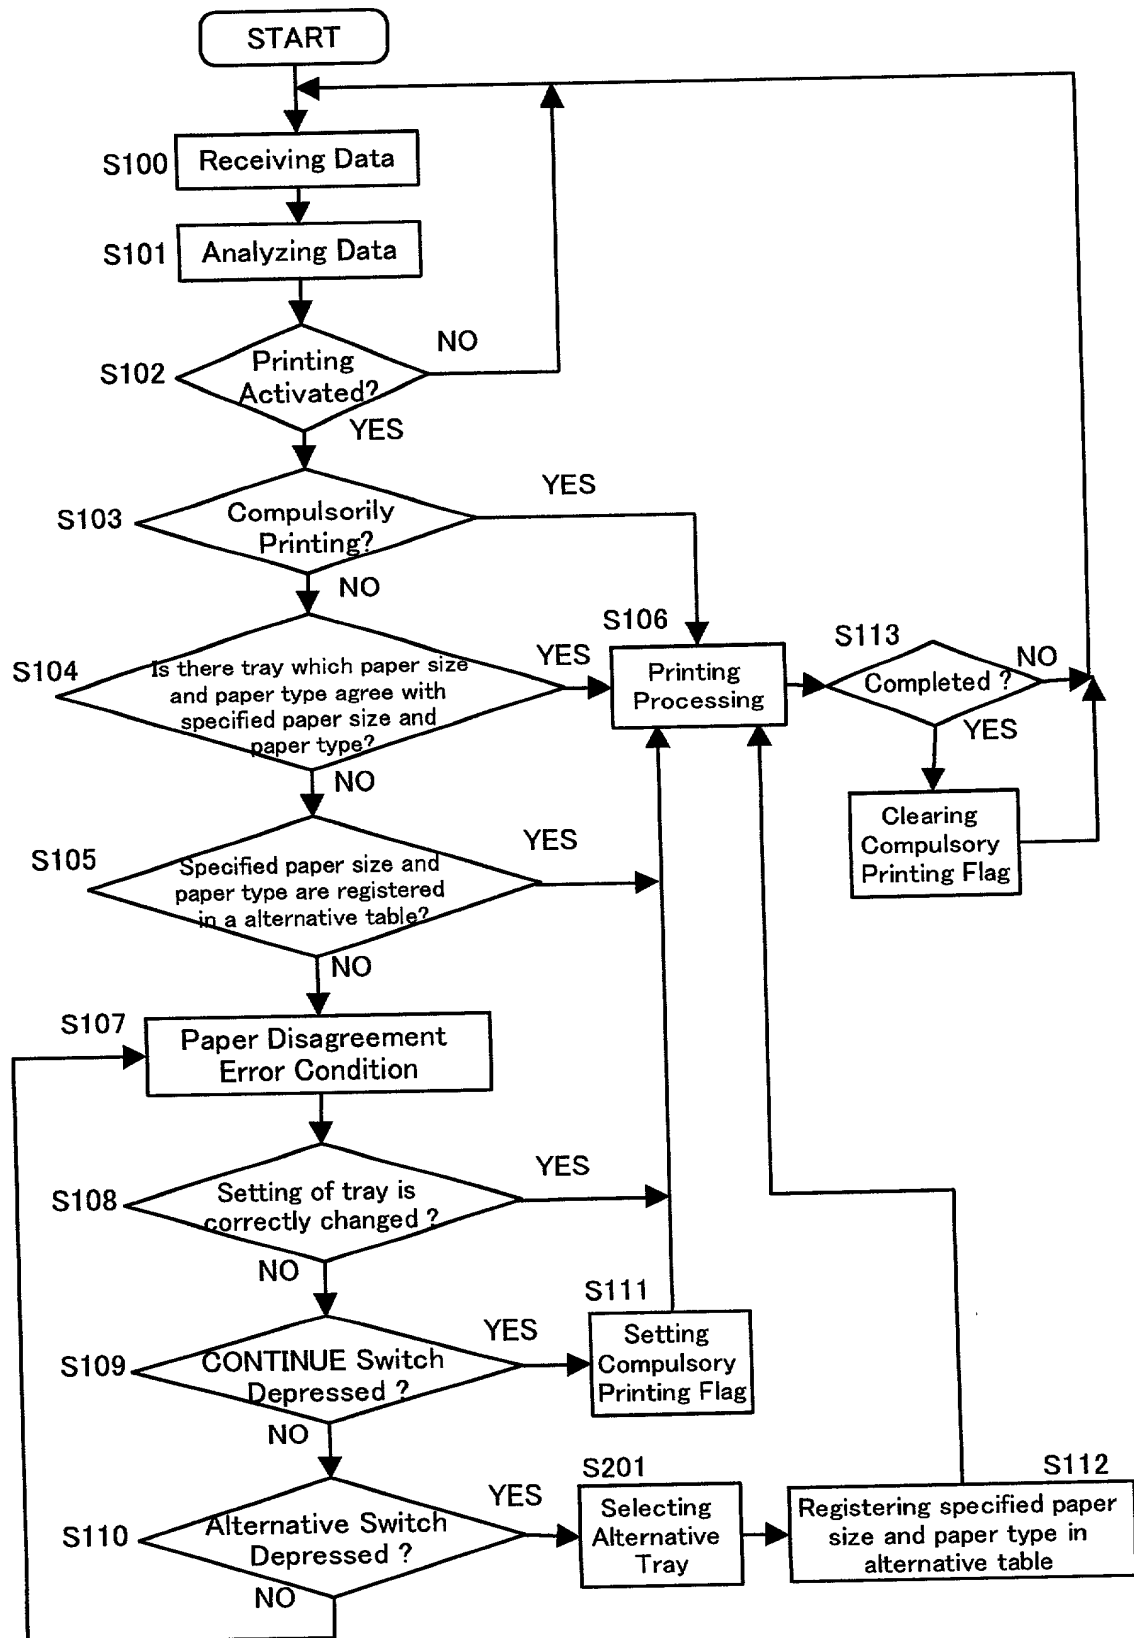 START
S100
Receiving Data
S101
Analyzing Data
S102
Printing
Activated?
NO
YES
S103
Compulsorily
Printing?
YES
NO
S104
Is there tray which paper size
and paper type agree with
specified paper size and
paper type?
YES
NO
S106
Printing
Processing
S113
Completed ?
NO
YES
Clearing
Compulsory
Printing Flag
S105
Specified paper size and
paper type are registered
in a alternative table?
YES
NO
S107
Paper Disagreement
Error Condition
S108
Setting of tray is
correctly changed ?
YES
NO
S109
CONTINUE Switch
Depressed ?
YES
NO
S111
Setting
Compulsory
Printing Flag
S110
Alternative Switch
Depressed ?
YES
NO
S201
Selecting
Alternative
Tray
S112
Registering specified paper
size and paper type in
alternative table